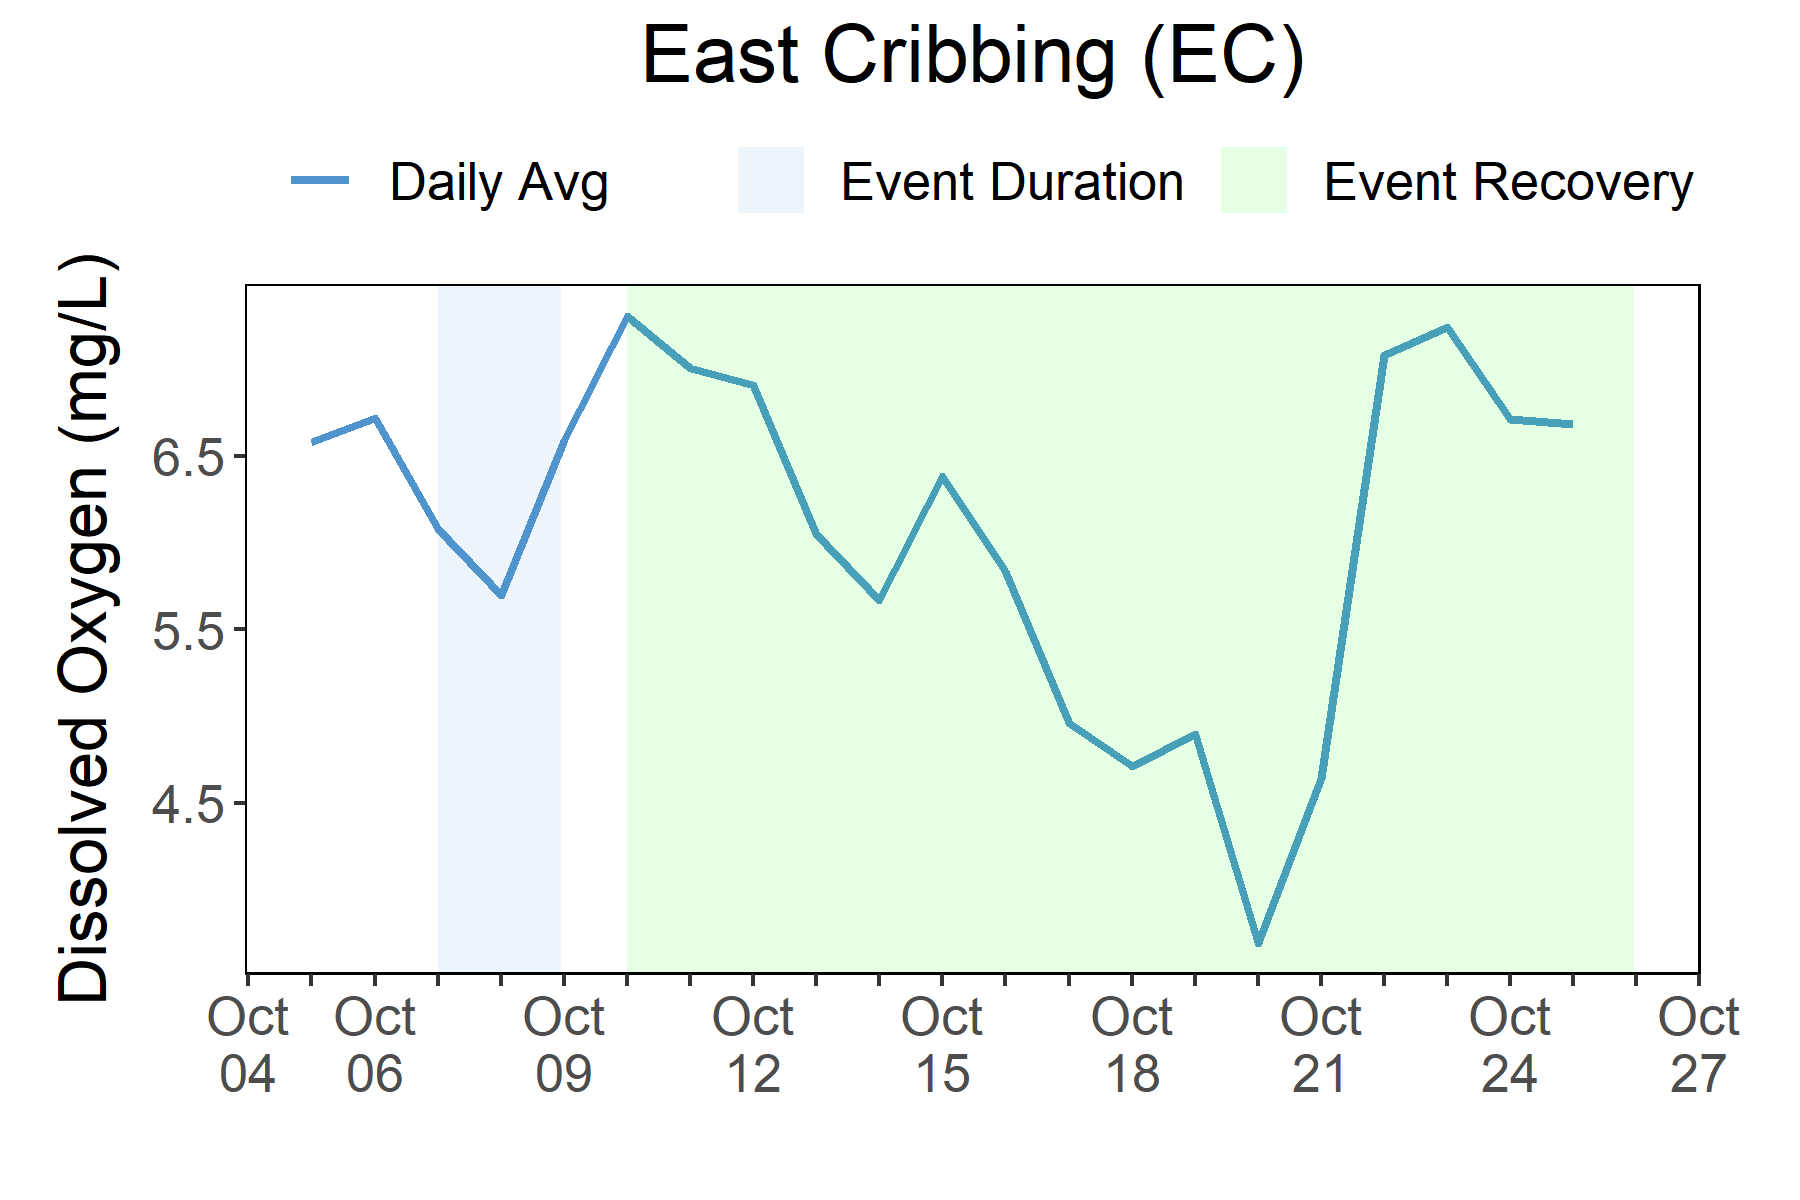 East Cribbing (EC)
Daily Avg Event Duration Event Recovery
Dissolved Oxygen (mg/L)
6.5
5.5
4.5
Oct Oct Oct Oct Oct Oct Oct Oct Oct
04 06 09 12 15 18 21 24 27